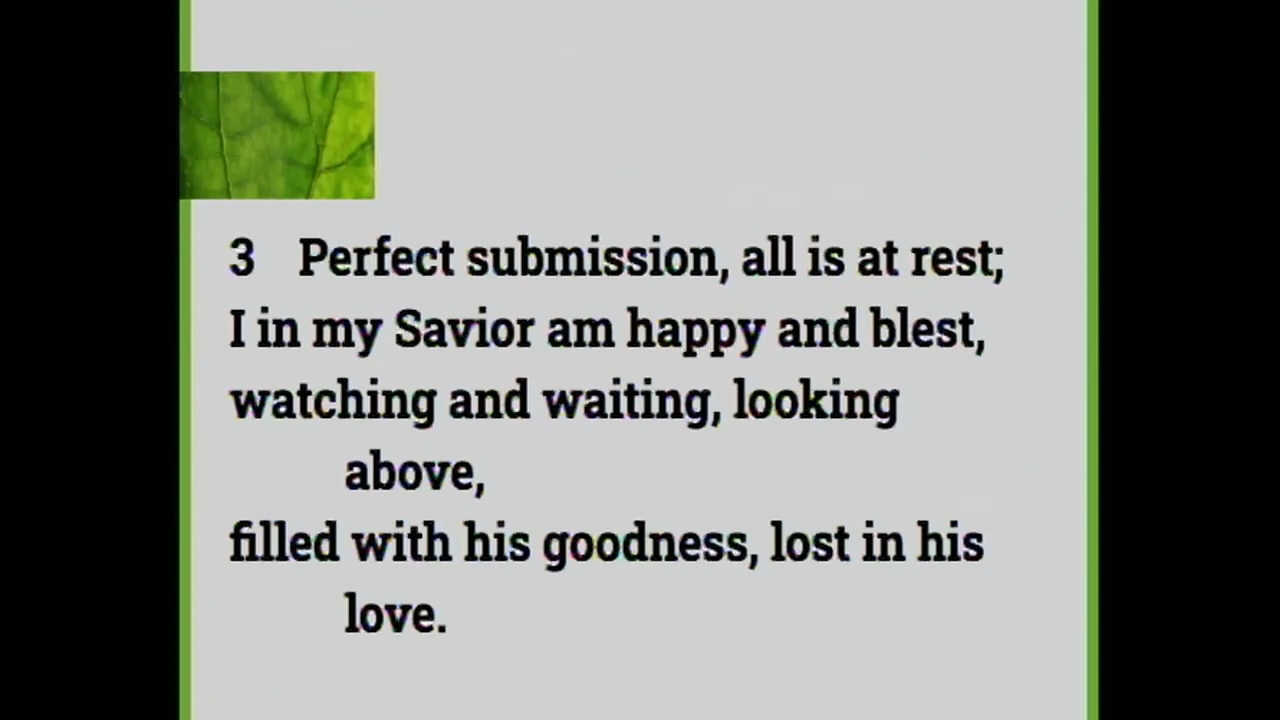 3 Perfect submission, all is at rest;
I in my Savior am happy and blest,
watching and waiting, looking
above,
filled with his goodness, lost in his
love.